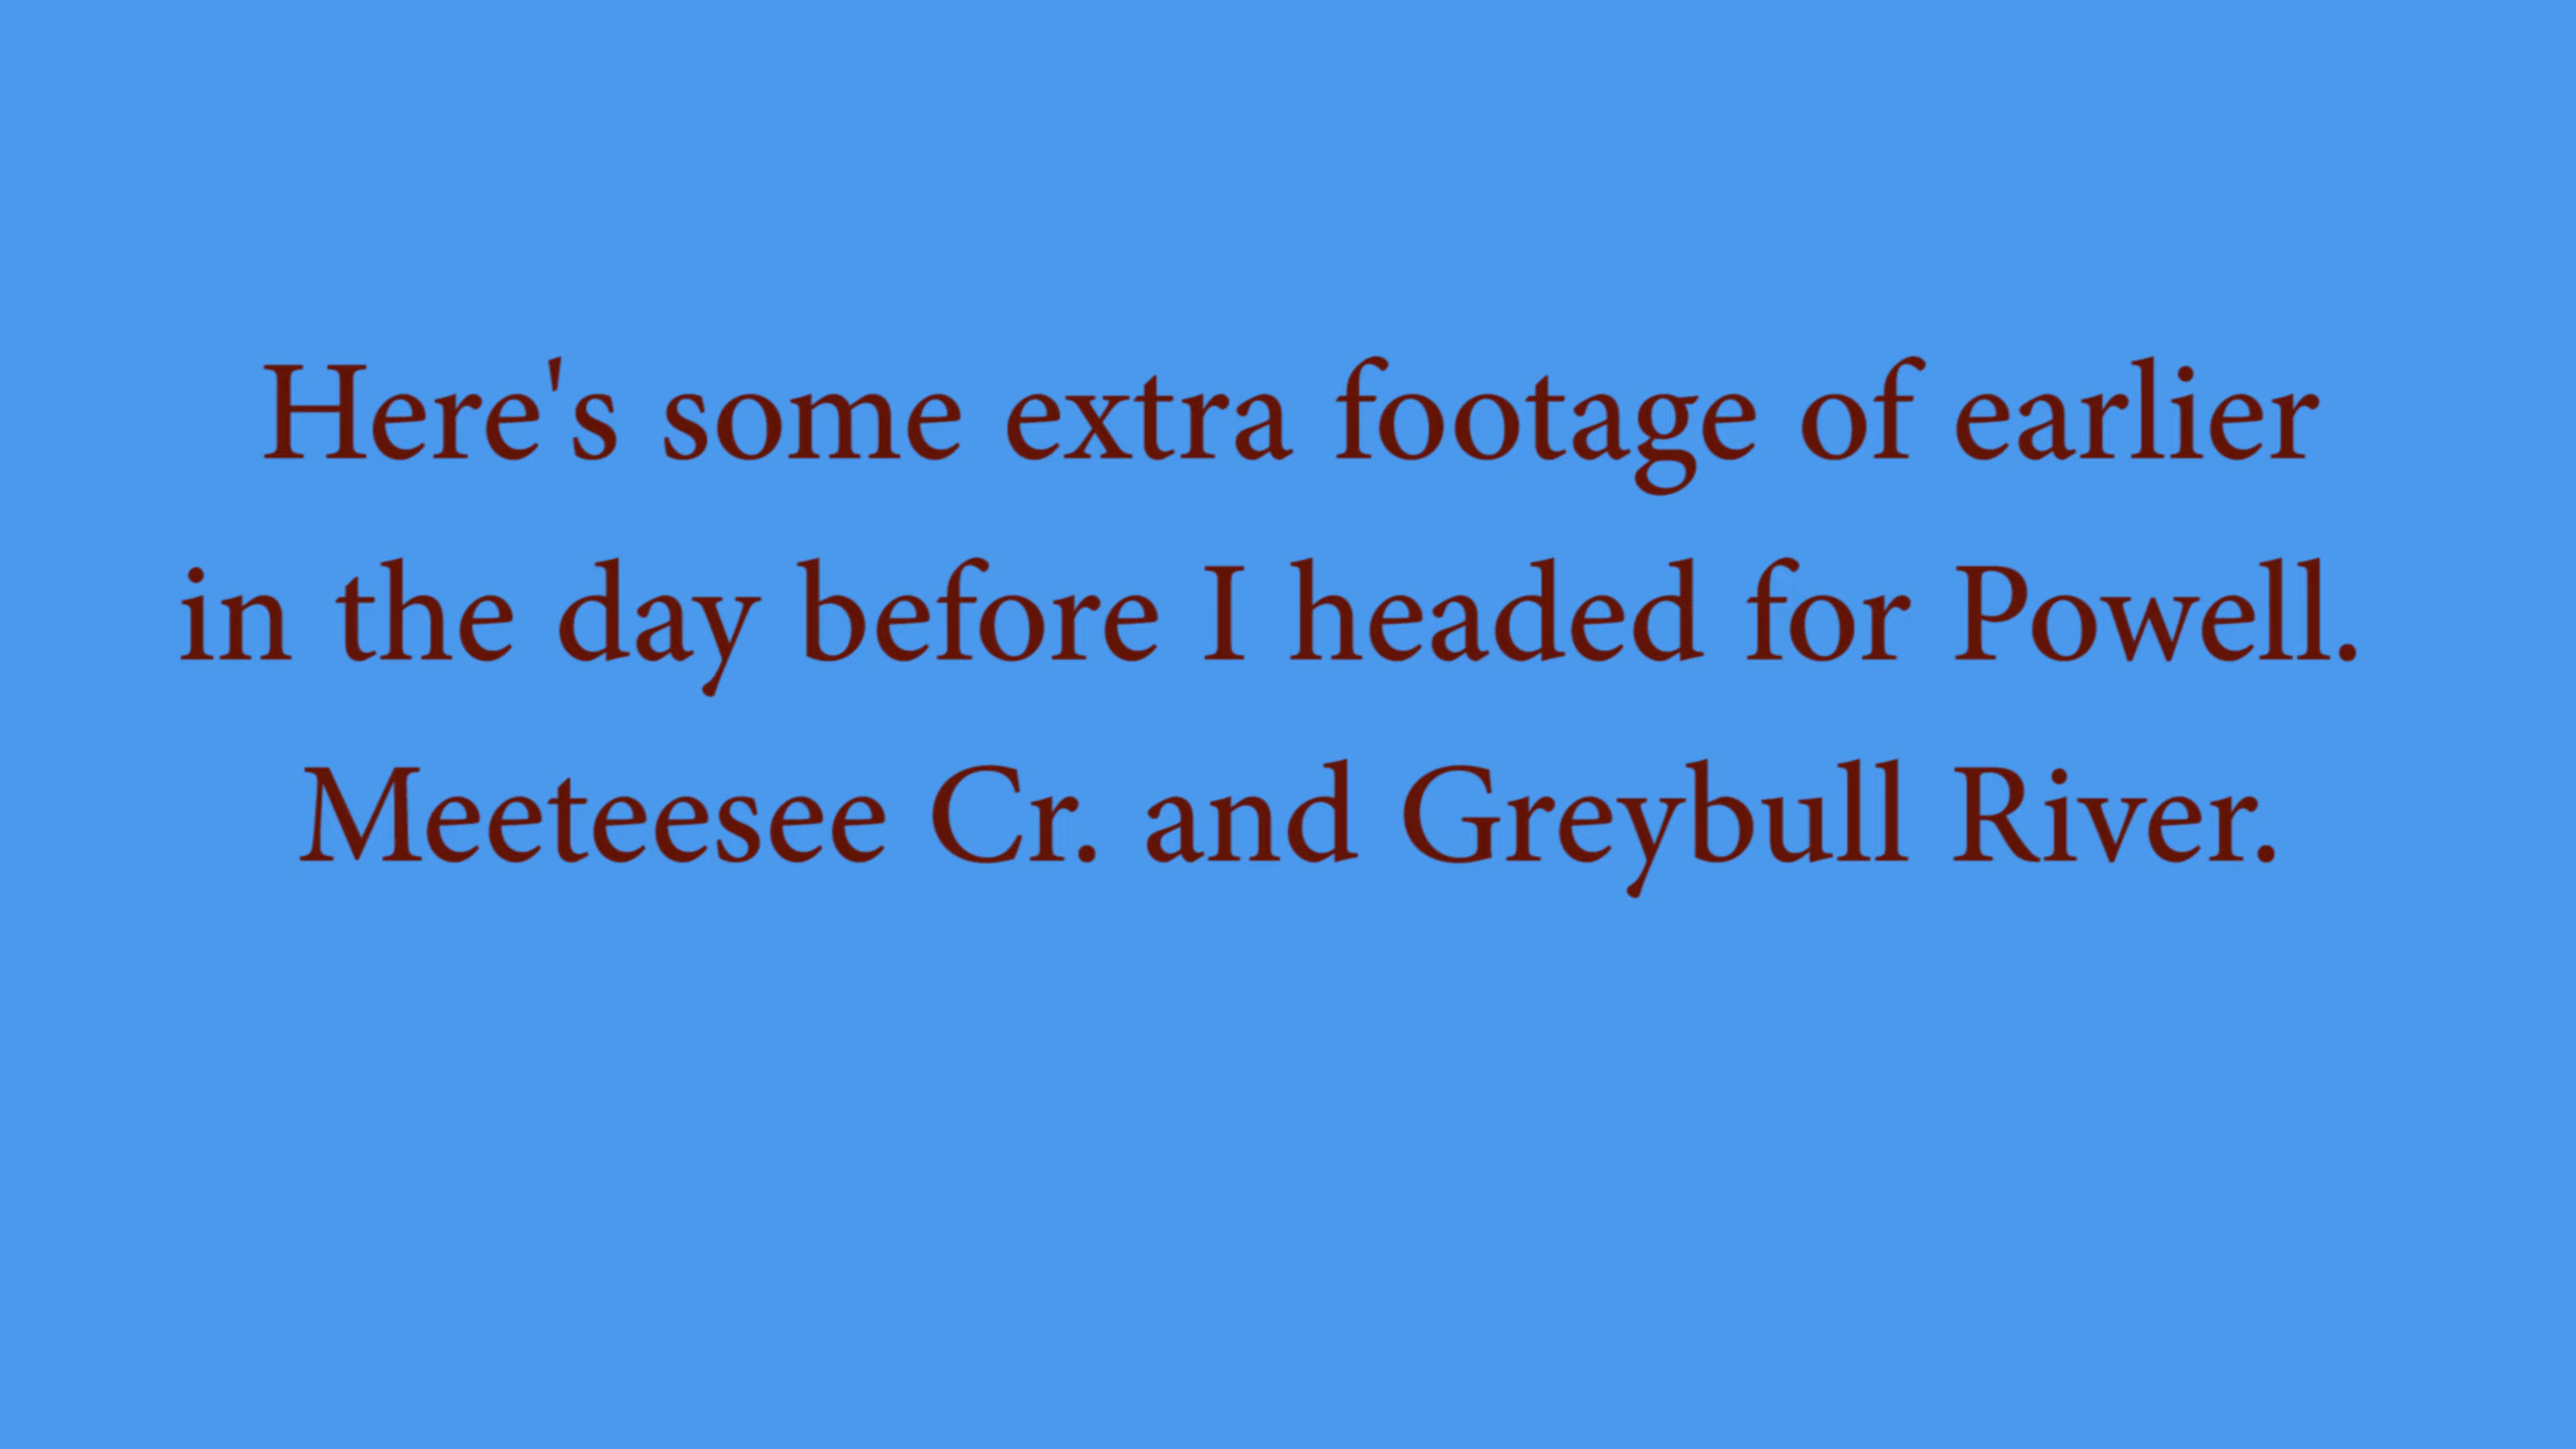 Here's some extra footage of earlier
in the day before I headed for Powell.
Meeteesee Cr. and Greybull River.